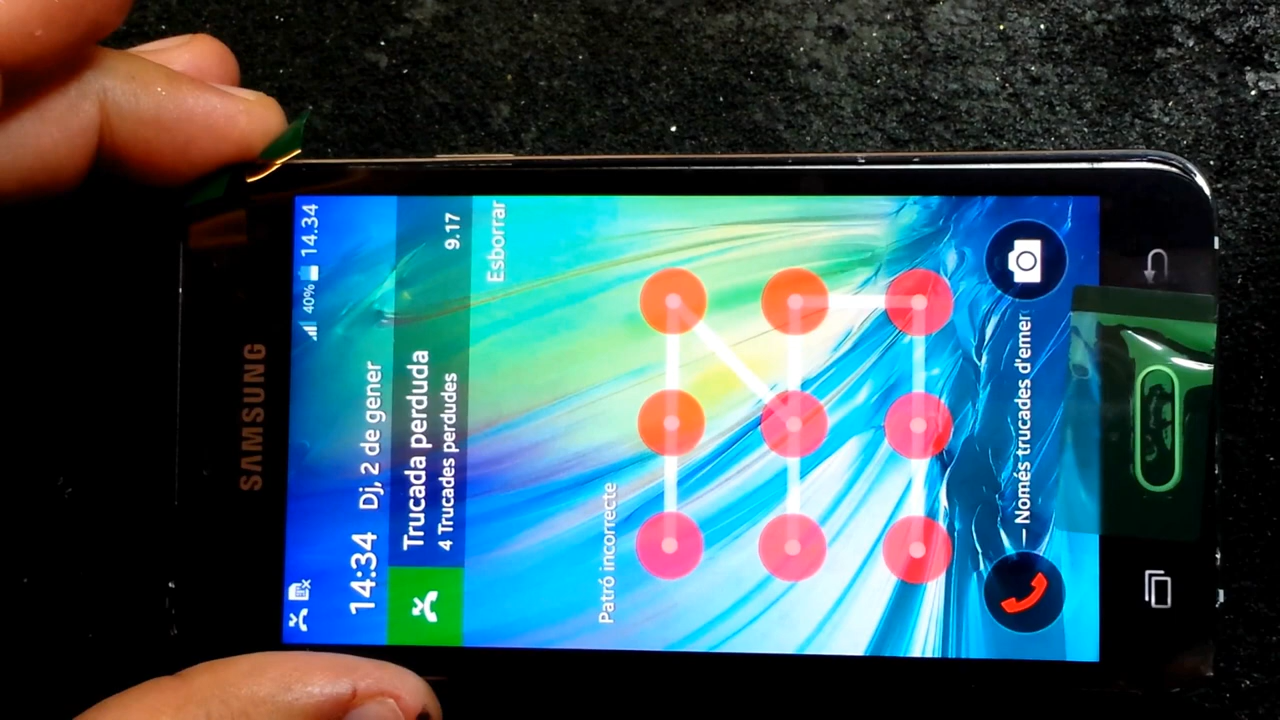 SAMSUNG
40% 14.34
14:34 Dj, 2 de gener
Trucada perduda 9.17
4 Trucades perdudes
Esborrar
Patró incorrecte
Només trucades d'emer